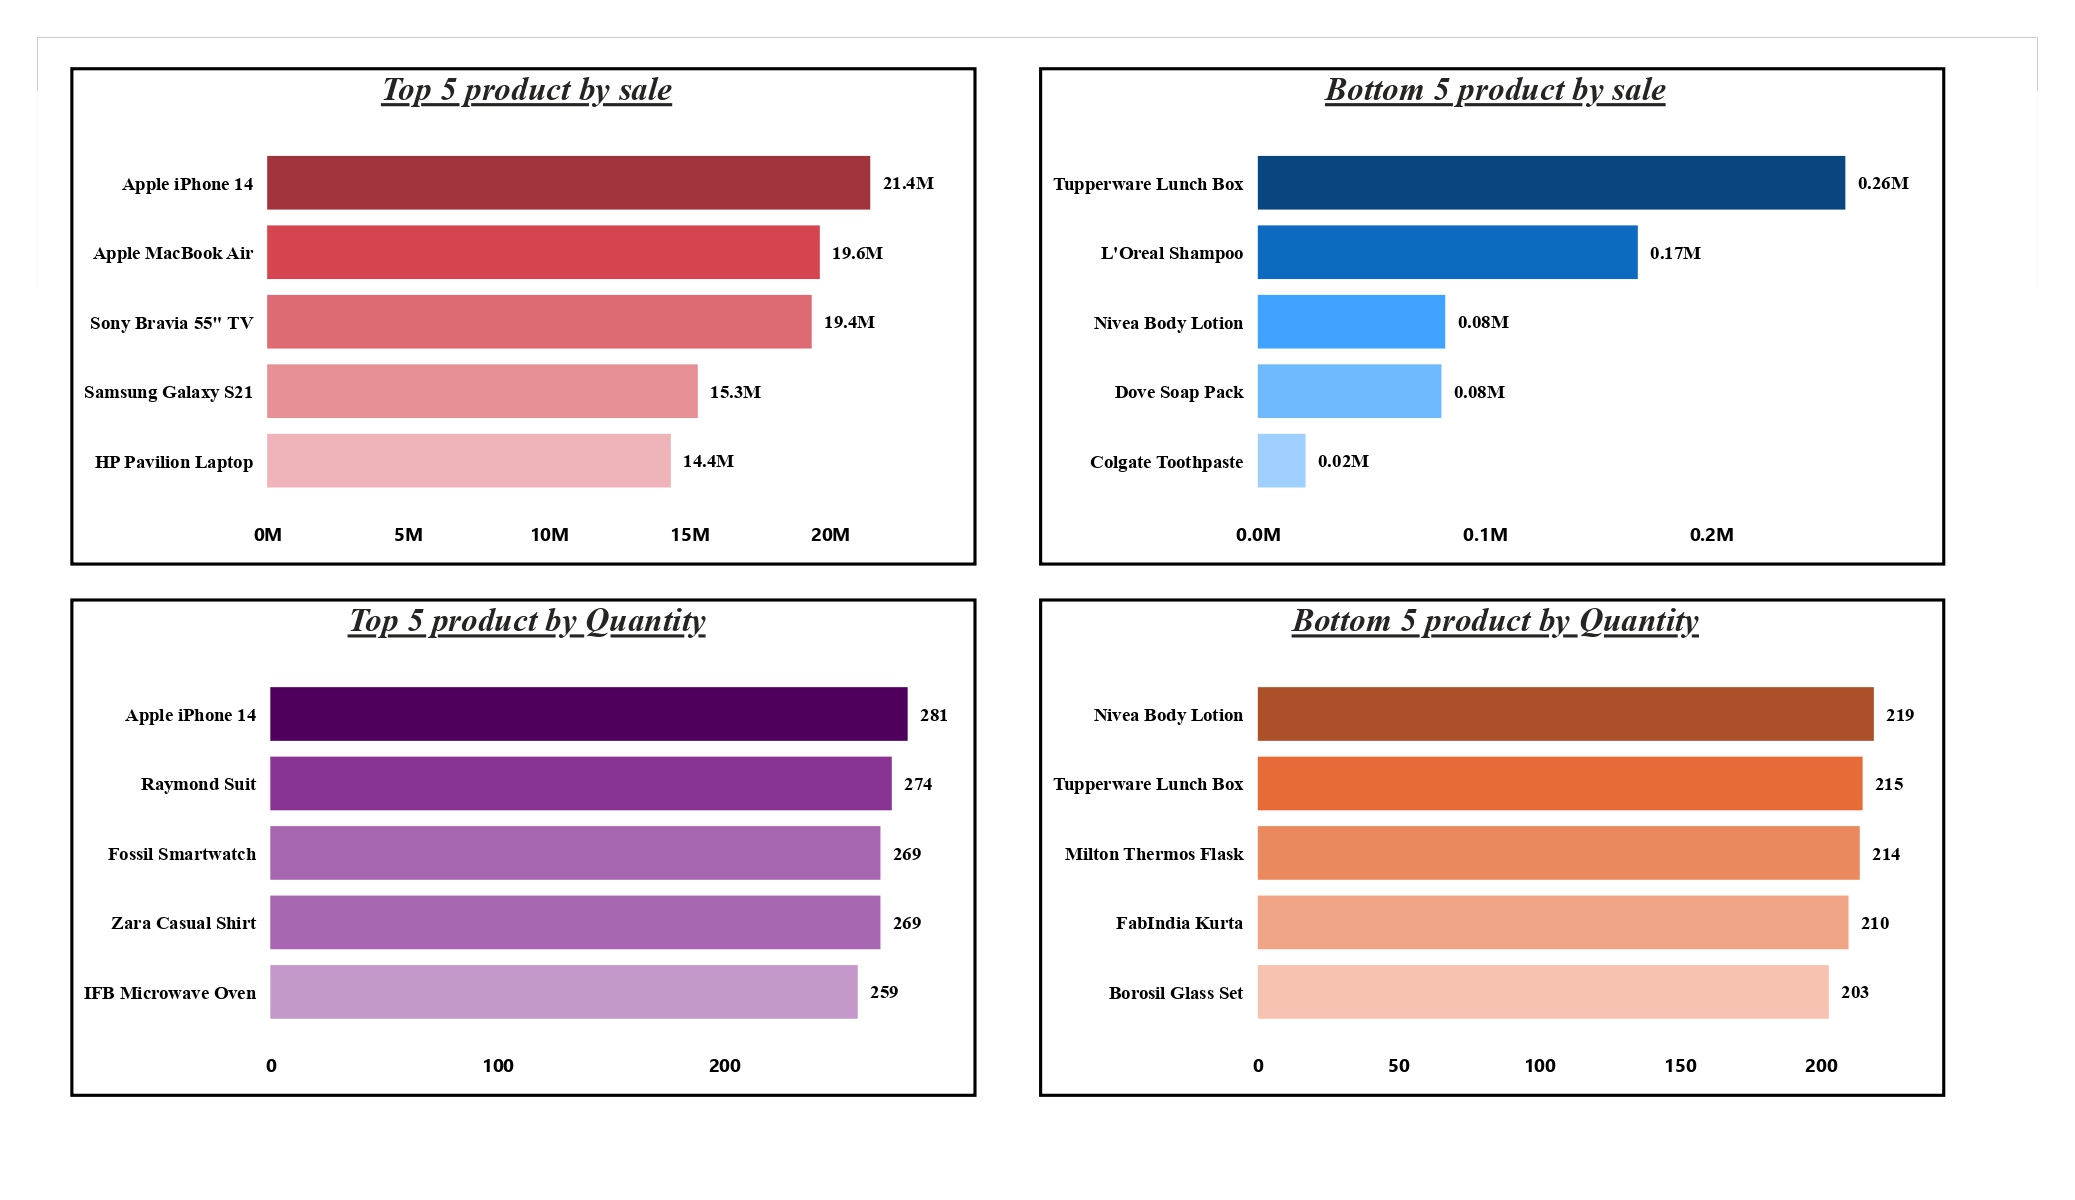 Top 5 product by sale
Apple iPhone 14 21.4M
Apple MacBook Air 19.6M
Sony Bravia 55" TV 19.4M
Samsung Galaxy S21 15.3M
HP Pavilion Laptop 14.4M
0M 5M 10M 15M 20M
Bottom 5 product by sale
Tupperware Lunch Box 0.26M
L'Oreal Shampoo 0.17M
Nivea Body Lotion 0.08M
Dove Soap Pack 0.08M
Colgate Toothpaste 0.02M
0.0M 0.1M 0.2M
Top 5 product by Quantity
Apple iPhone 14 281
Raymond Suit 274
Fossil Smartwatch 269
Zara Casual Shirt 269
IFB Microwave Oven 259
0 100 200
Bottom 5 product by Quantity
Nivea Body Lotion 219
Tupperware Lunch Box 215
Milton Thermos Flask 214
FabIndia Kurta 210
Borosil Glass Set 203
0 50 100 150 200